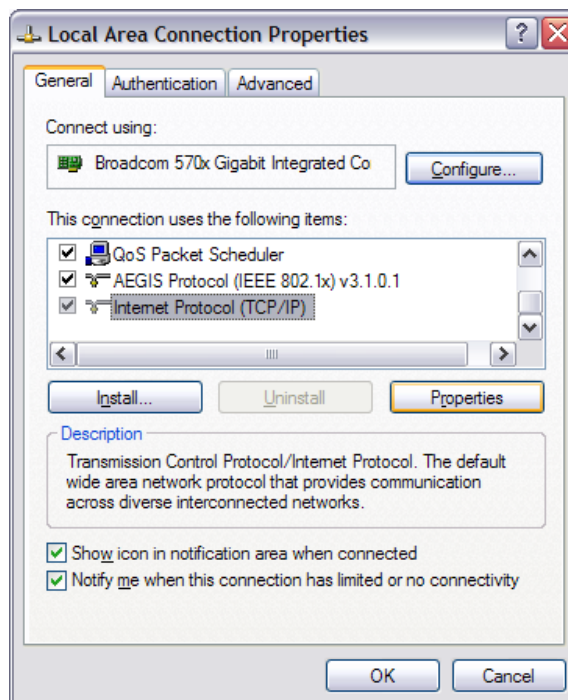 Local Area Connection Properties
?
General Authentication Advanced
Connect using:
Broadcom 570x Gigabit Integrated Co
Configure...
This connection uses the following items:
QoS Packet Scheduler
AEGIS Protocol (IEEE 802.1x) v3.1.0.1
Internet Protocol (TCP/IP)
Install... Uninstall Properties
Description
Transmission Control Protocol/Internet Protocol. The default
wide area network protocol that provides communication
across diverse interconnected networks.
Show icon in notification area when connected
Notify me when this connection has limited or no connectivity
OK Cancel